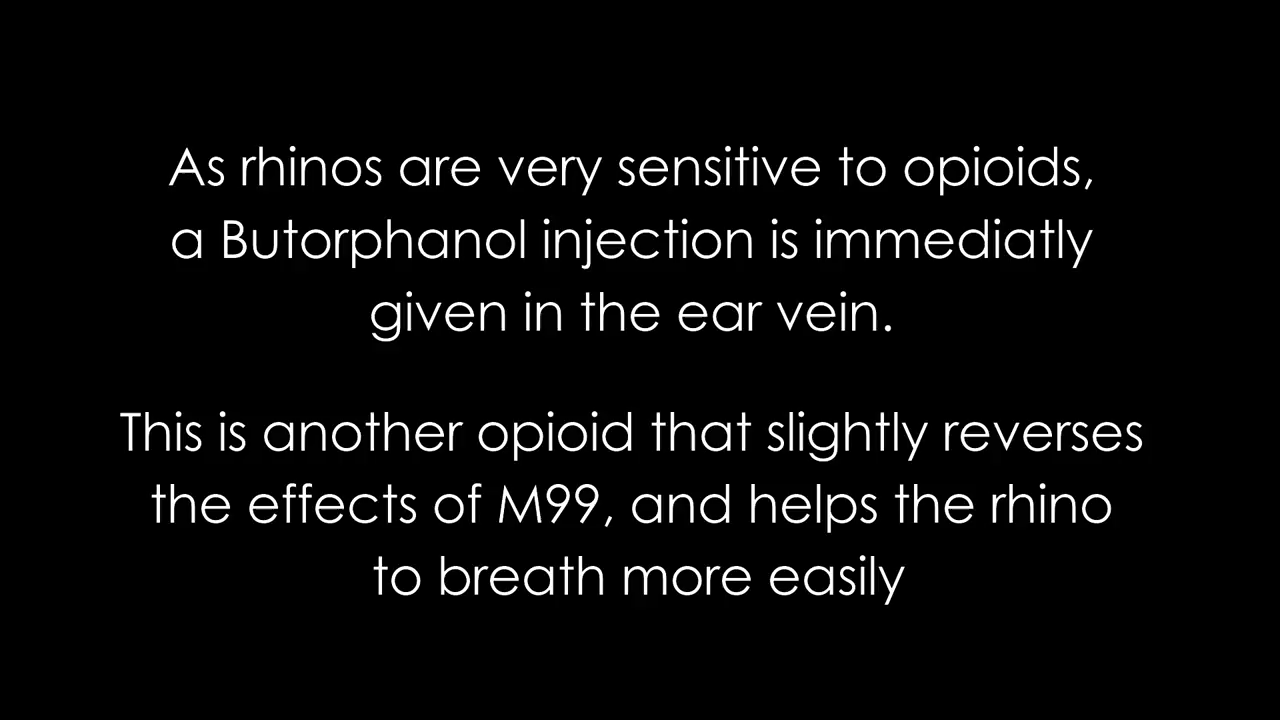 As rhinos are very sensitive to opioids,
a Butorphanol injection is immediatly
given in the ear vein.
This is another opioid that slightly reverses
the effects of M99, and helps the rhino
to breath more easily